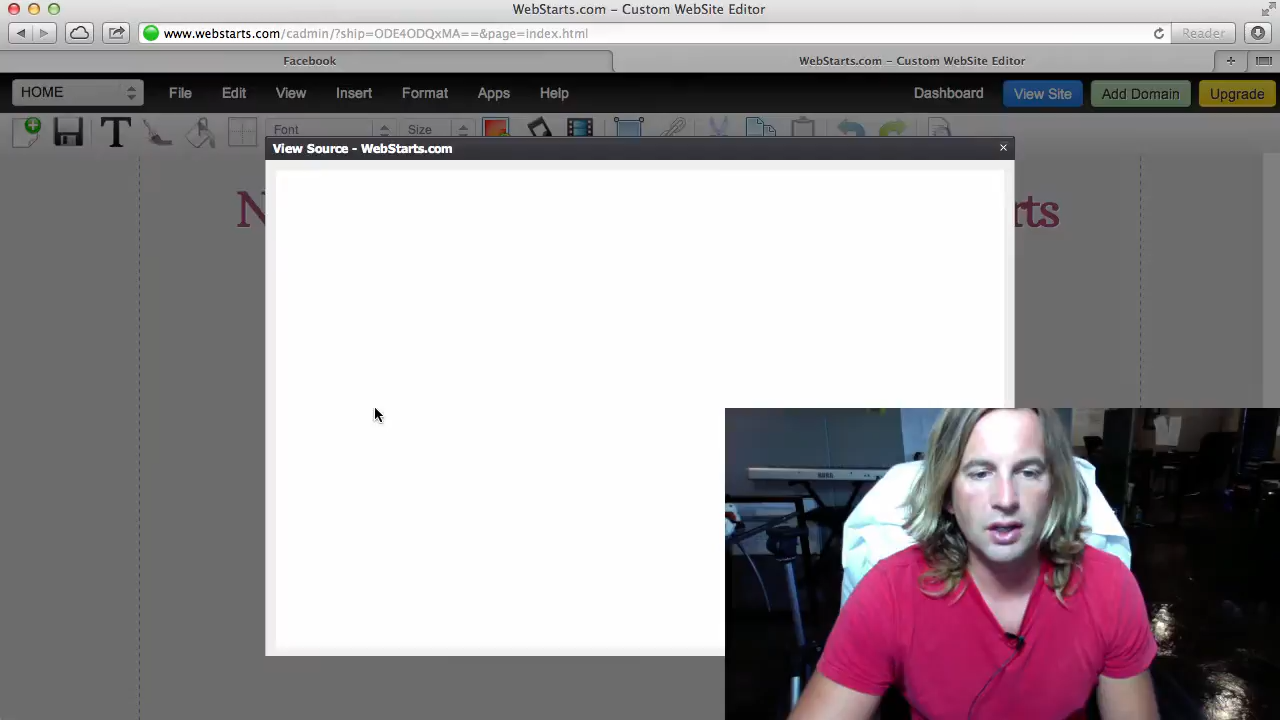 WebStarts.com – Custom WebSite Editor
www.webstarts.com/cadmin/?ship=ODE4ODQxMA==&page=index.html
Reader
Facebook
WebStarts.com – Custom WebSite Editor
HOME
File
Edit
View
Insert
Format
Apps
Help
Dashboard
View Site
Add Domain
Upgrade
T
Font
Size
View Source - WebStarts.com
N
rts
KORG